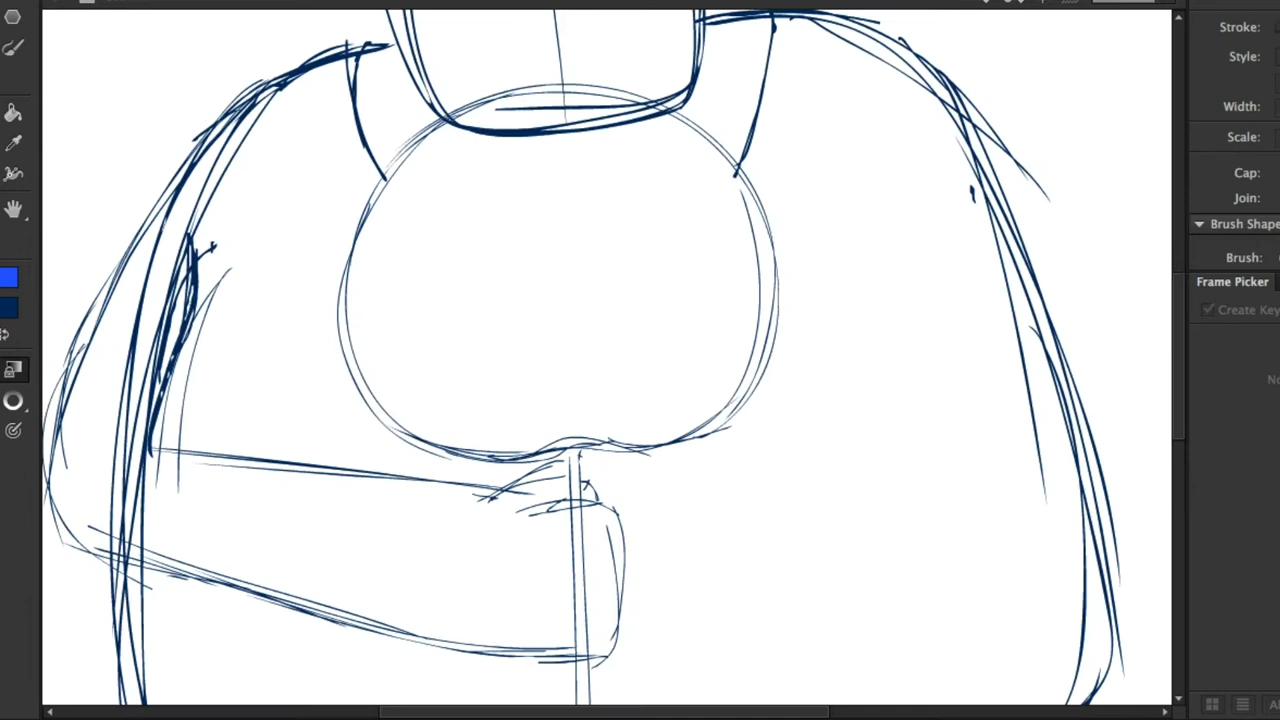 Stroke:
Style:
Width:
Scale:
Cap:
Join:
Brush Shape
Brush:
Frame Picker
Create Key